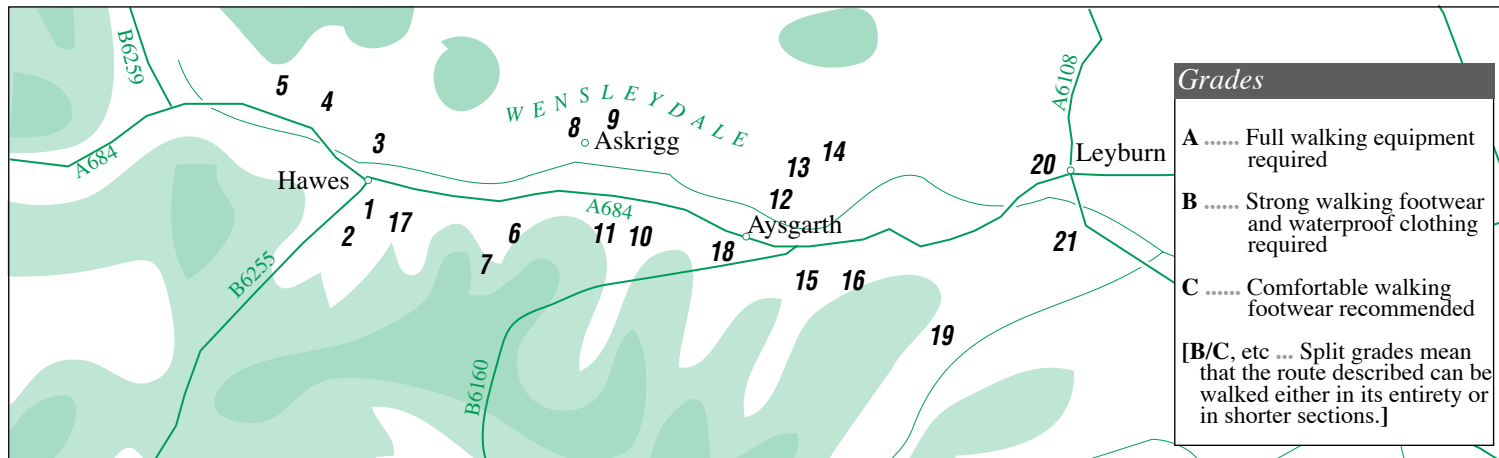 B6259
A6108
5
4
WENSLEYDALE
8
9
Askrigg
3
A684
13
14
20
Leyburn
Hawes
12
1
17
2
A684
6
11
10
Aysgarth
18
7
21
B6255
15
16
19
B6160
Grades
A ...... Full walking equipment
required
B ...... Strong walking footwear
and waterproof clothing
required
C ...... Comfortable walking
footwear recommended
[B/C, etc ... Split grades mean
that the route described can be
walked either in its entirety or
in shorter sections.]